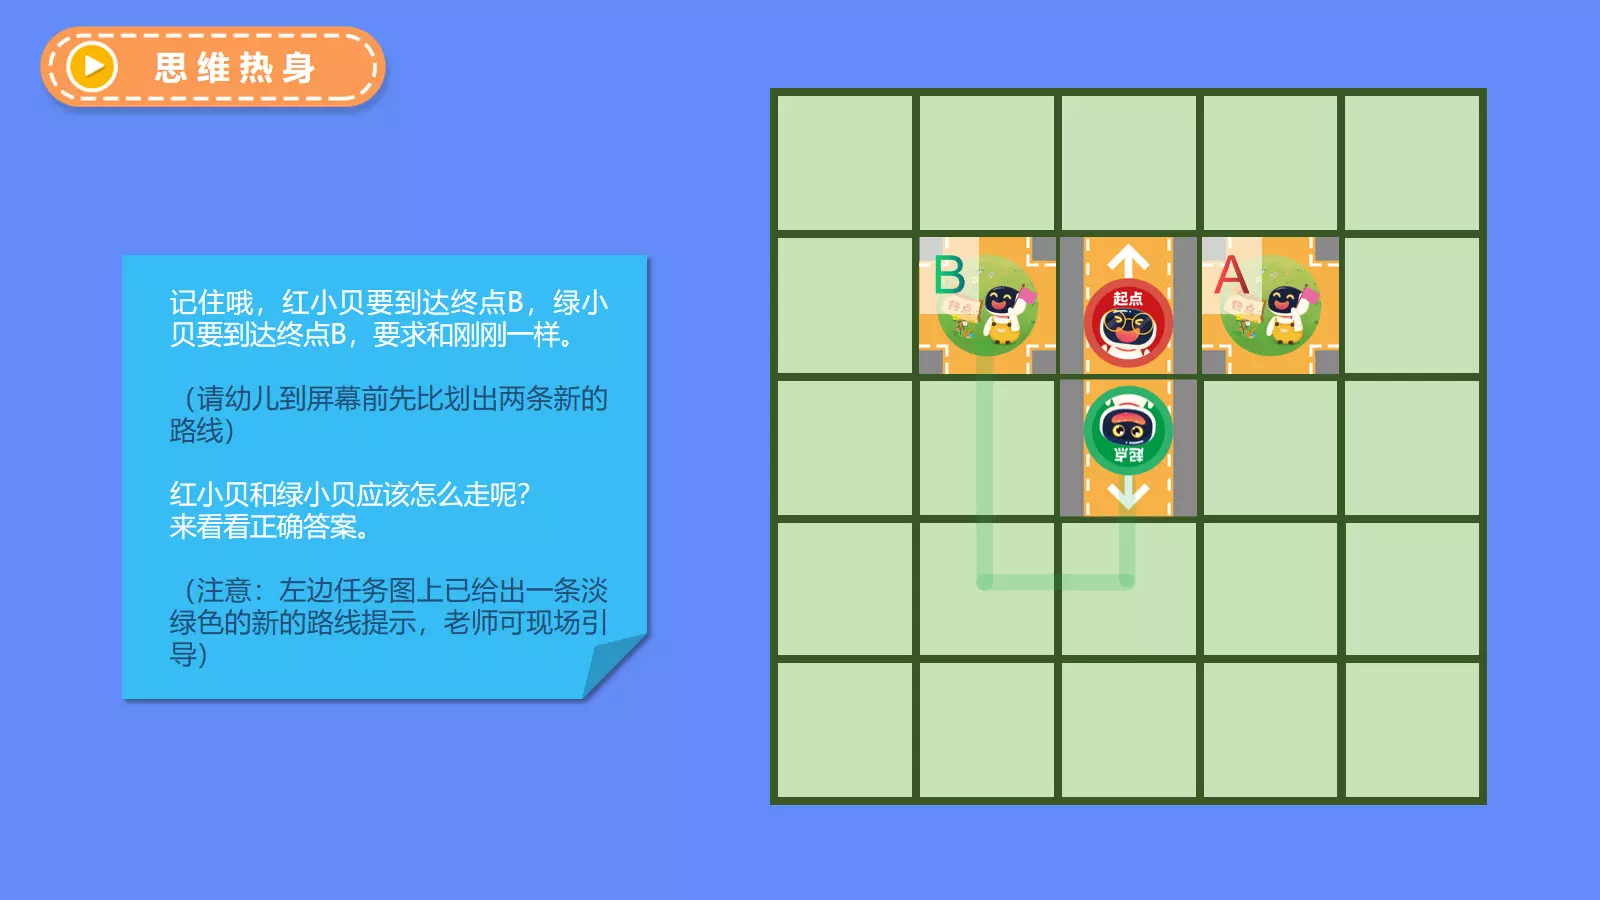 思维热身
记住哦，红小贝要到达终点B，绿小
贝要到达终点B，要求和刚刚一样。
（请幼儿到屏幕前先比划出两条新的
路线）
红小贝和绿小贝应该怎么走呢？
来看看正确答案。
（注意：左边任务图上已给出一条淡
绿色的新的路线提示，老师可现场引
导）
B
终点
起点
A
终点
起点